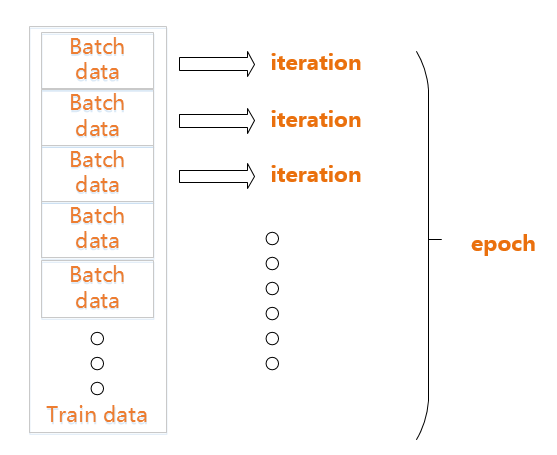 Batch
data
iteration
Batch
data
iteration
Batch
data
iteration
Batch
data
Batch
data
epoch
Train data